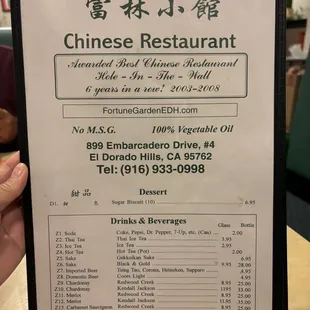 富林小館
Chinese Restaurant
Awarded Best Chinese Restaurant
Hole - In - The - Wall
6 years in a row! 2003-2008
FortuneGardenEDH.com
No M.S.G. 100% Vegetable Oil
899 Embarcadero Drive, #4
El Dorado Hills, CA 95762
Tel: (916) 933-0998
甜品 Dessert
D1. Sugar Biscuit (10) 6.95
Drinks & Beverages
Glass Bottle
Z1. Soda Coke, Pepsi, Dr. Pepper, 7-Up, etc. (Can) 2.00
Z2. Thai Tea Thai Ice Tea 3.95
Z3. Ice Tea Ice Tea 2.95
Z4. Hot Tea Hot Tea (Pot) 2.00
Z5. Sake Gekkeikan Sake 6.95
Z6. Sake Black & Gold 9.95 28.00
Z7. Imported Beer Tsing Tao, Corona, Heineken, Sapporo 4.95
Z8. Domestic Beer Coors Light 4.95
Z9. Chardonnay Redwood Creek 8.95 25.00
Kendall Jackson 35.00
Z11. Merlot Redwood Creek 8.95 25.00
Z12. Merlot Kendall Jackson 35.00
Z13. Cabernet Sauvignon Redwood Creek 8.95 25.00